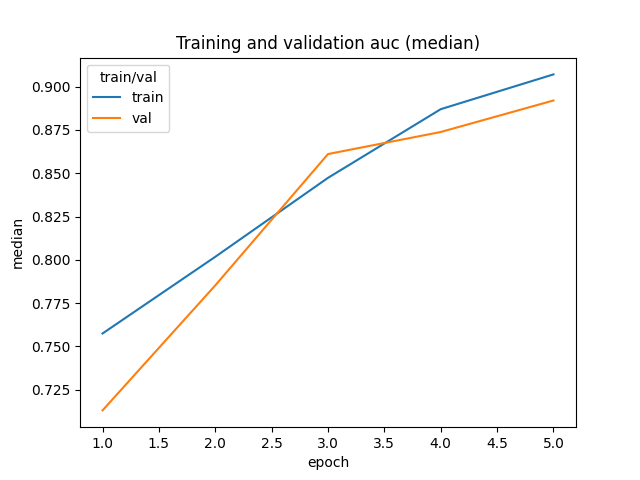 Training and validation auc (median)
train/val
train
val
0.900
0.875
0.850
0.825
0.800
0.775
0.750
0.725
median
1.0 1.5 2.0 2.5 3.0 3.5 4.0 4.5 5.0
epoch